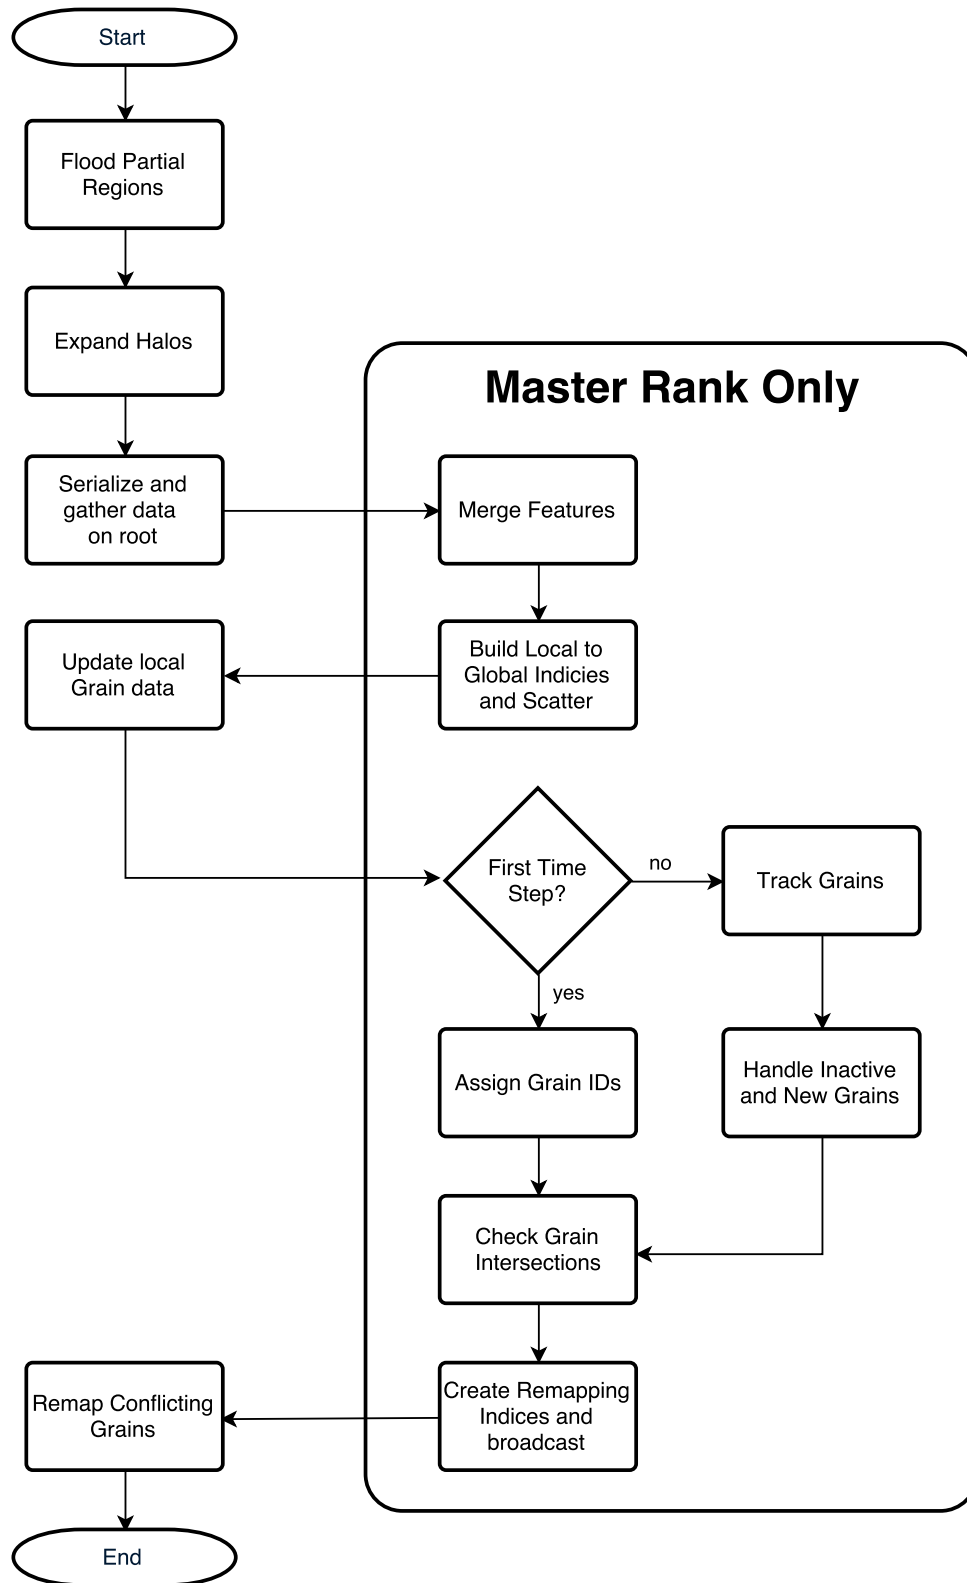 Start
Flood Partial
Regions
Expand Halos
Master Rank Only
Serialize and
gather data
on root
Merge Features
Update local
Grain data
Build Local to
Global Indicies
and Scatter
First Time
Step?
no
Track Grains
yes
Assign Grain IDs
Handle Inactive
and New Grains
Check Grain
Intersections
Create Remapping
Indices and
broadcast
Remap Conflicting
Grains
End